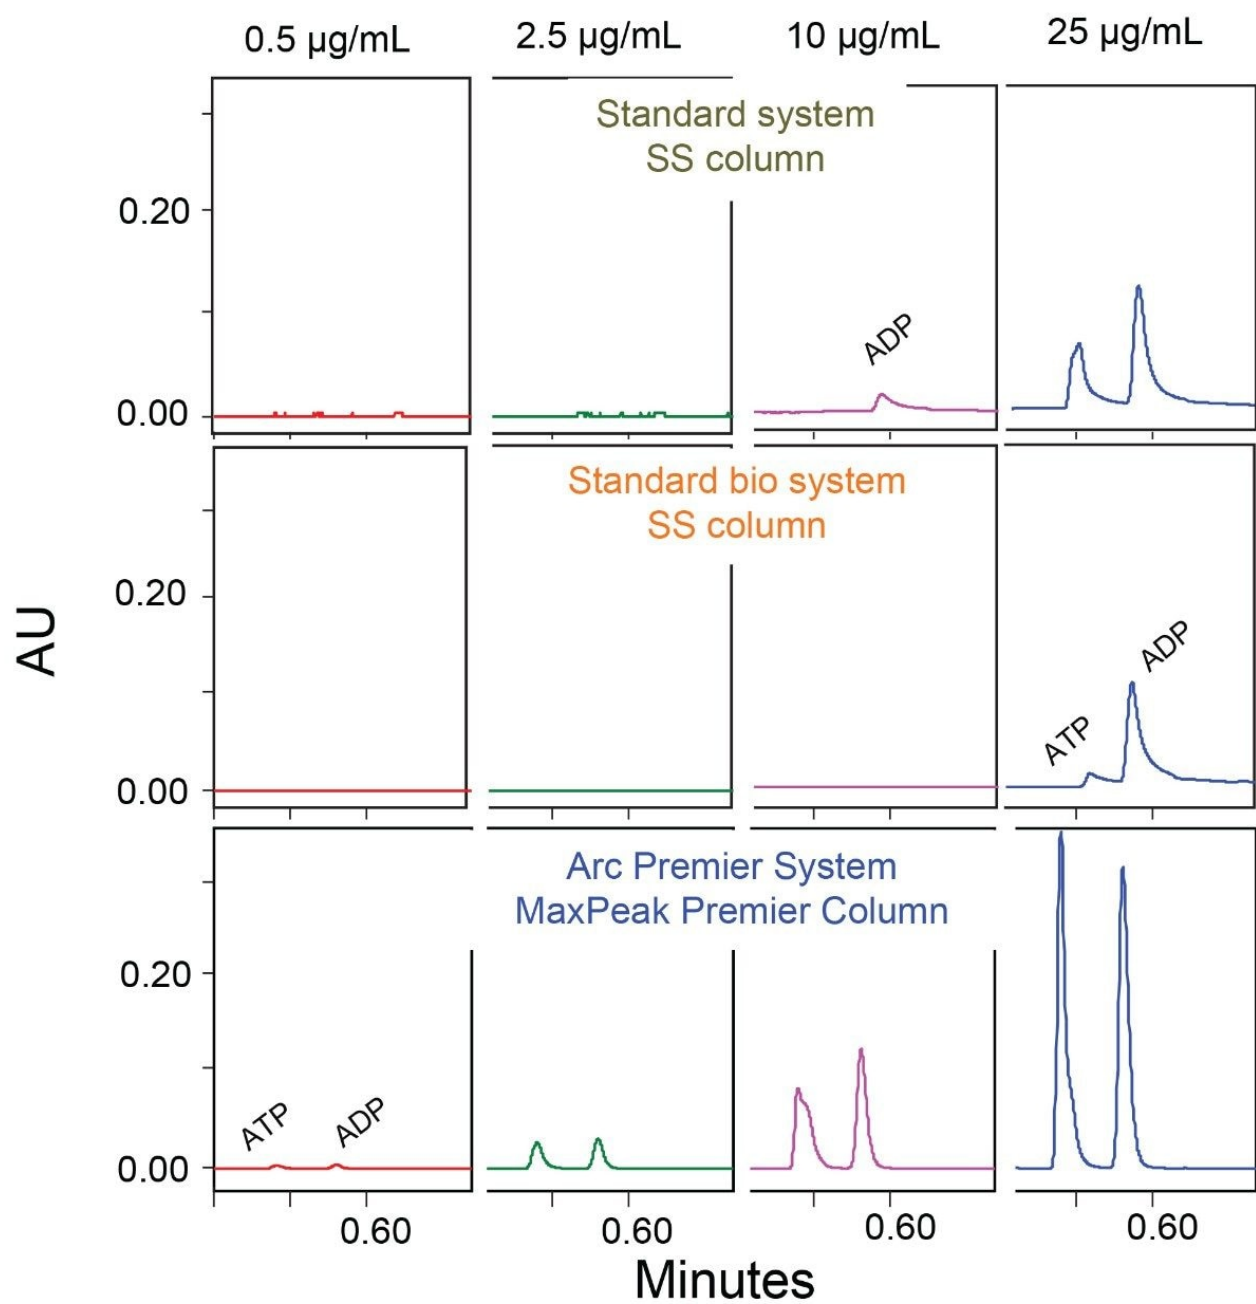 0.5 µg/mL
2.5 µg/mL
10 µg/mL
25 µg/mL
Standard system
SS column
0.20
ADP
0.00
Standard bio system
SS column
0.20
AU
ADP
ATP
0.00
Arc Premier System
MaxPeak Premier Column
0.20
ATP
ADP
0.00
0.60
0.60
0.60
0.60
Minutes